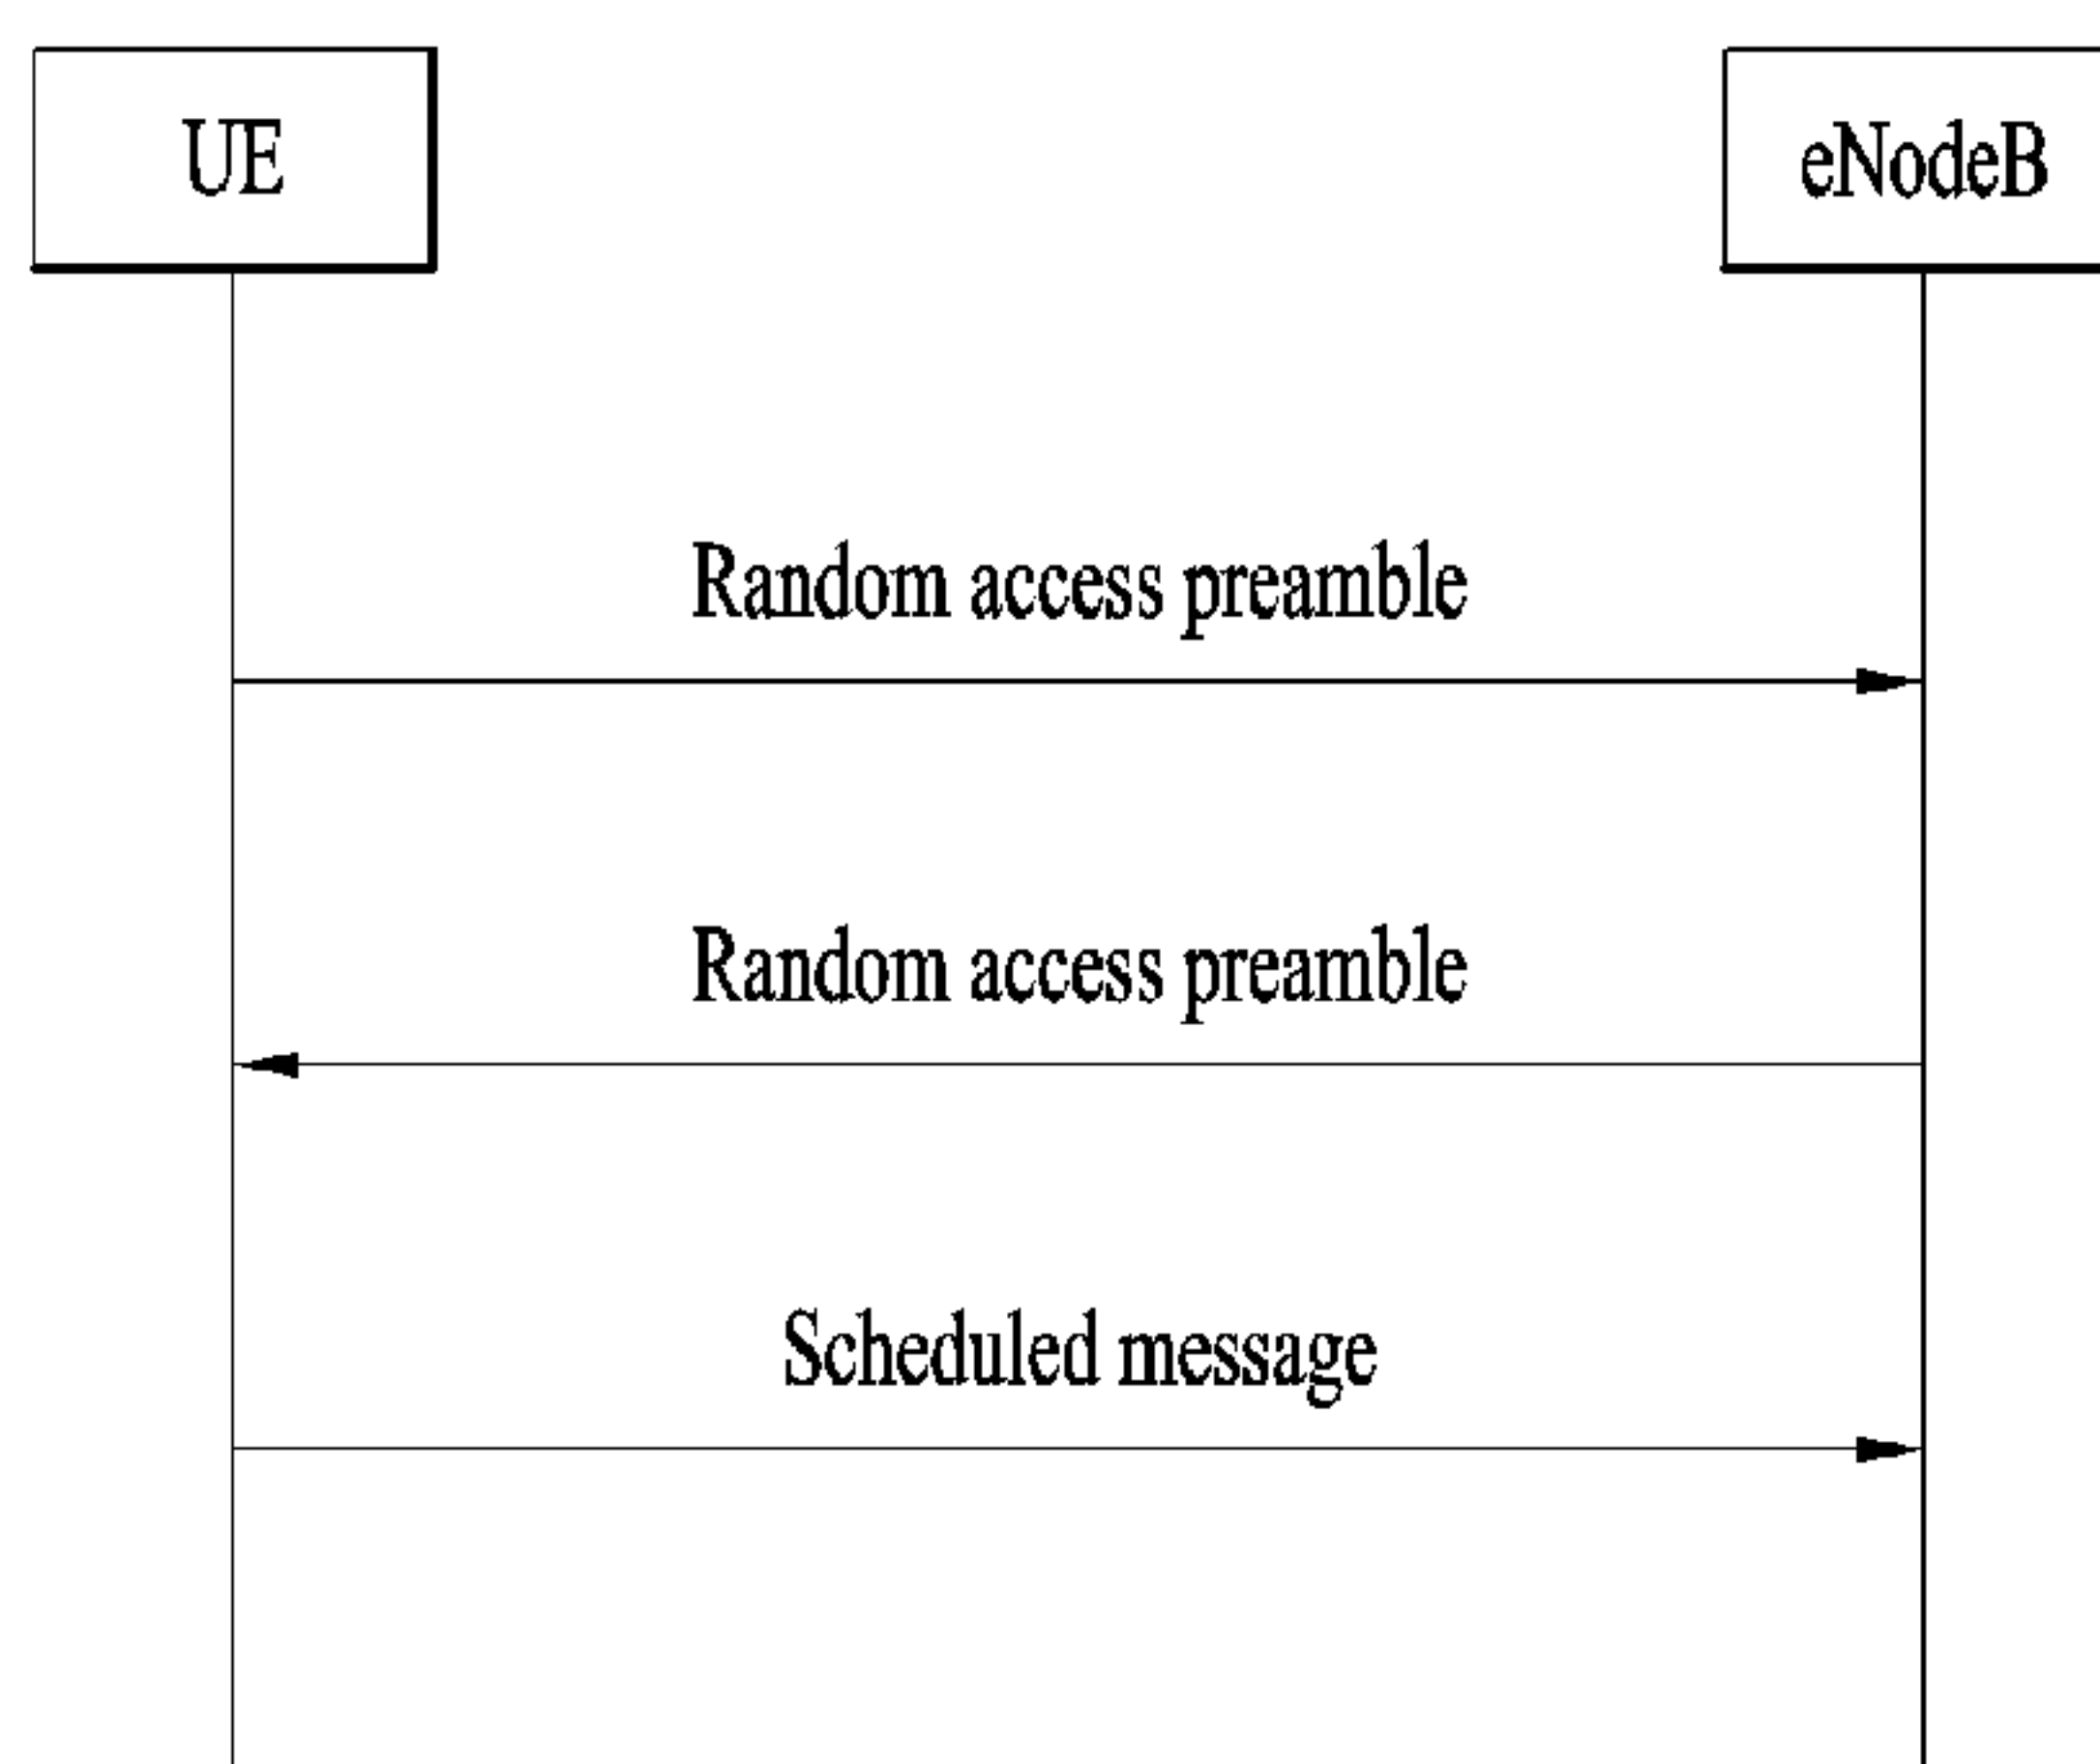 UE
eNodeB
Random access preamble
Random access preamble
Scheduled message